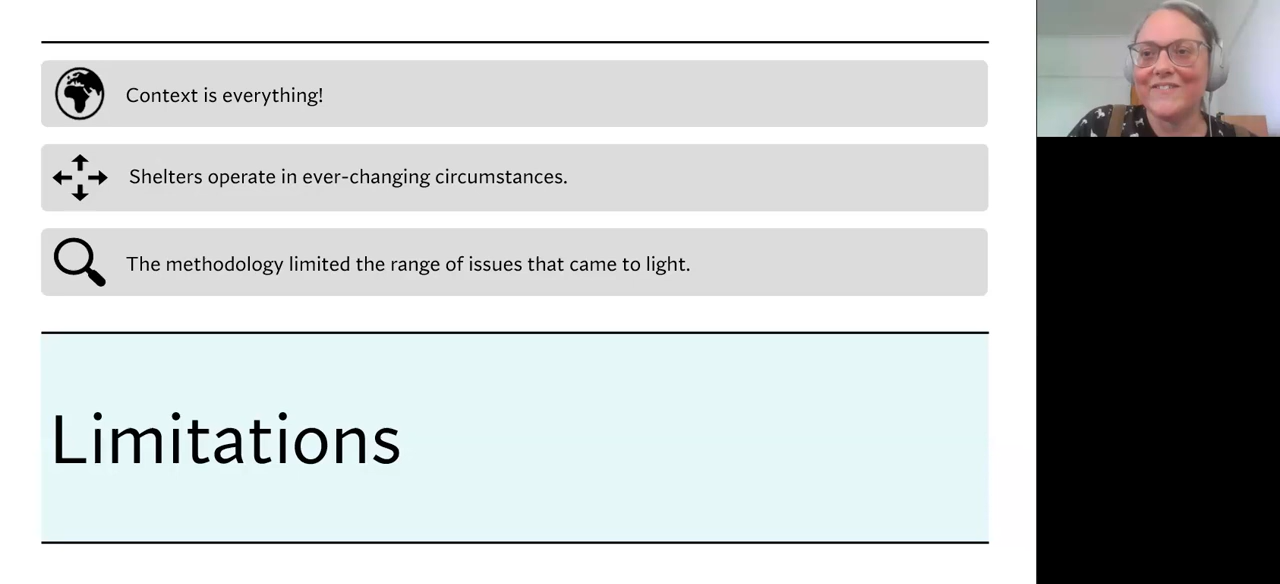 Context is everything!
Shelters operate in ever-changing circumstances.
The methodology limited the range of issues that came to light.
Limitations